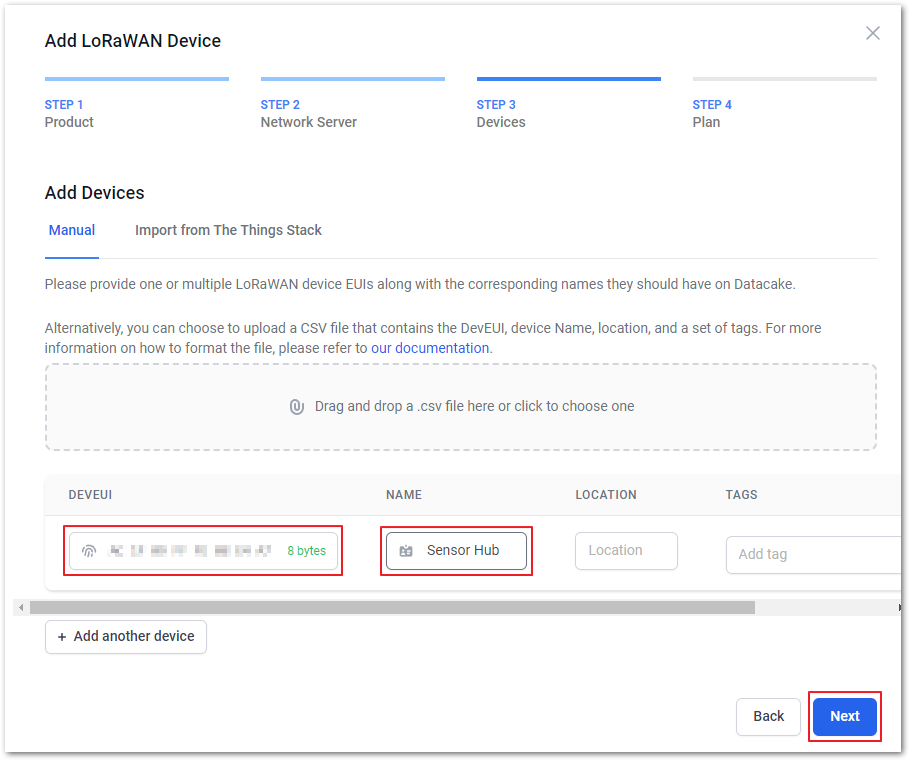 Add LoRaWAN Device
STEP 1
Product
STEP 2
Network Server
STEP 3
Devices
STEP 4
Plan
Add Devices
Manual
Import from The Things Stack
Please provide one or multiple LoRaWAN device EUIs along with the corresponding names they should have on Datacake.
Alternatively, you can choose to upload a CSV file that contains the DevEUI, device Name, location, and a set of tags. For more
information on how to format the file, please refer to our documentation.
Drag and drop a .csv file here or click to choose one
DEVEUI NAME LOCATION TAGS
8 bytes Sensor Hub Location Add tag
+ Add another device
Back Next